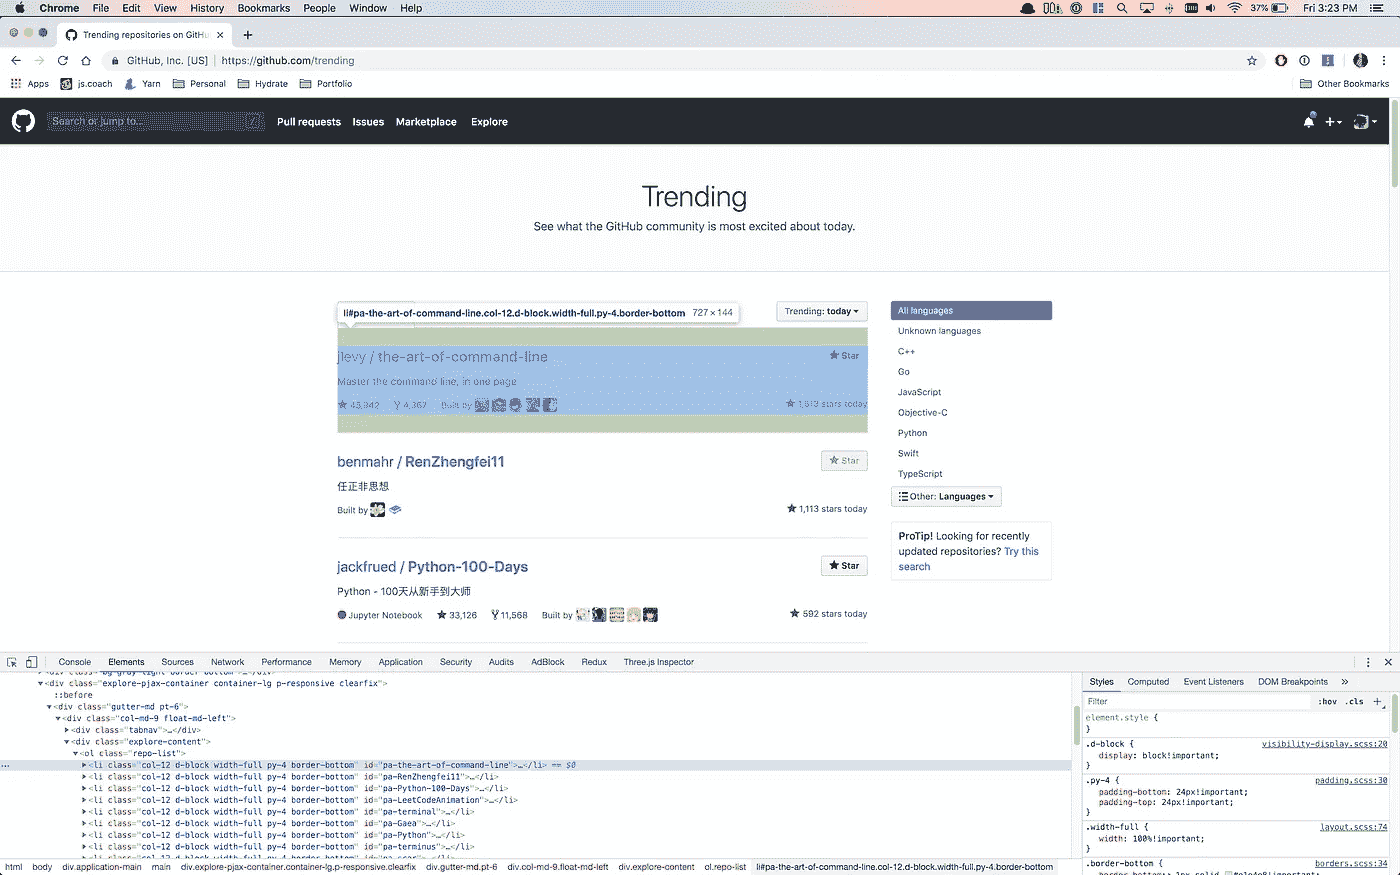 Chrome File Edit View History Bookmarks People Window Help 37% Fri 3:23 PM
Trending repositories on GitHu
GitHub, Inc. [US] | https://github.com/trending
Apps js.coach Yarn Personal Hydrate Portfolio Other Bookmarks
Search or jump to... / Pull requests Issues Marketplace Explore
Trending
See what the GitHub community is most excited about today.
li#pa-the-art-of-command-line.col-12.d-block.width-full.py-4.border-bottom 727 × 144
Trending: today
jlevy / the-art-of-command-line Star
Master the command line, in one page
4,367 Built by 1,513 stars today
benmahr / RenZhengfei11 Star
任正非思想
Built by 1,113 stars today
jackfrued / Python-100-Days Star
Python - 100天从新手到大师
Jupyter Notebook 33,126 11,568 Built by 592 stars today
All languages
Unknown languages
C++
Go
JavaScript
Objective-C
Python
Swift
TypeScript
Other: Languages
ProTip! Looking for recently
updated repositories? Try this
search
Console Elements Sources Network Performance Memory Application Security Audits AdBlock Redux Three.js Inspector
<div class="explore-pjax-container container-lg p-responsive clearfix">
::before
<div class="gutter-md pt-6">
<div class="col-md-9 float-md-left">
<div class="tabnav">…</div>
<div class="explore-content">
<ol class="repo-list">
<li class="col-12 d-block width-full py-4 border-bottom" id="pa-the-art-of-command-line">…</li> == $0
<li class="col-12 d-block width-full py-4 border-bottom" id="pa-RenZhengfei11">…</li>
<li class="col-12 d-block width-full py-4 border-bottom" id="pa-Python-100-Days">…</li>
<li class="col-12 d-block width-full py-4 border-bottom" id="pa-LeetCodeAnimation">…</li>
<li class="col-12 d-block width-full py-4 border-bottom" id="pa-terminal">…</li>
<li class="col-12 d-block width-full py-4 border-bottom" id="pa-Gaea">…</li>
<li class="col-12 d-block width-full py-4 border-bottom" id="pa-Python">…</li>
<li class="col-12 d-block width-full py-4 border-bottom" id="pa-terminus">…</li>
html body div.application-main main div.explore-pjax-container.container-lg.p-responsive.clearfix div.gutter-md.pt-6 div.col-md-9.float-md-left div.explore-content ol.repo-list li#pa-the-art-of-command-line.col-12.d-block.width-full.py-4.border-bottom
Styles Computed Event Listeners DOM Breakpoints »
Filter :hov .cls +
element.style {
}
.d-block { visibility-display.scss:20
display: block!important;
}
.py-4 { padding.scss:30
padding-bottom: 24px!important;
padding-top: 24px!important;
}
.width-full { layout.scss:74
width: 100%!important;
}
.border-bottom { borders.scss:34